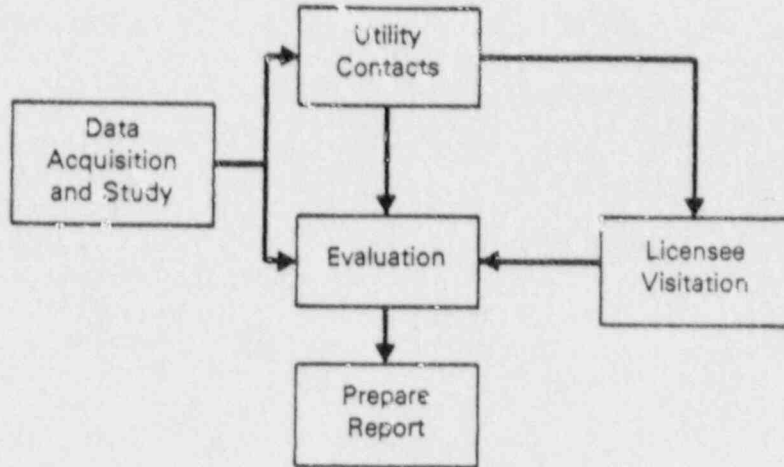 Utility
Contacts
Data
Acquisition
and Study
Evaluation
Licensee
Visitation
Prepare
Report